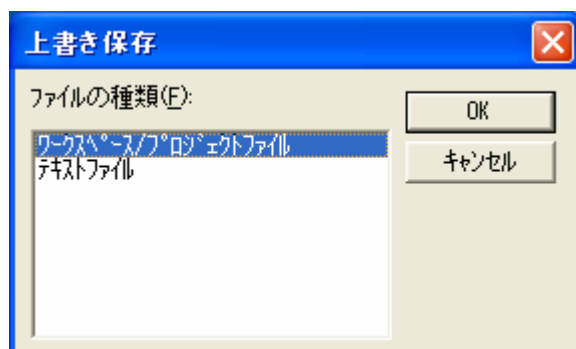 上書き保存
ファイルの種類(F):
ワークスペース/プロジェクトファイル
テキストファイル
OK
キャンセル